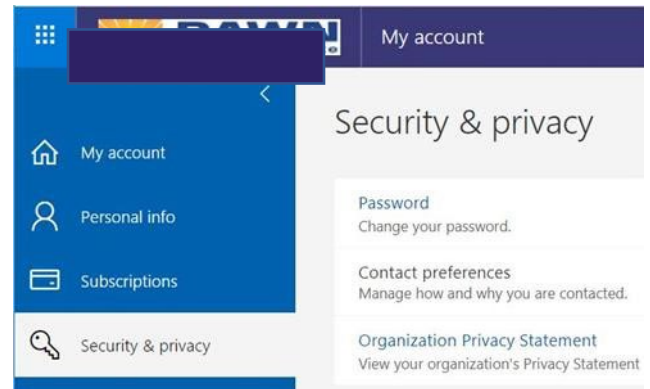 My account
Security & privacy
My account
Personal info
Subscriptions
Security & privacy
Password
Change your password.
Contact preferences
Manage how and why you are contacted.
Organization Privacy Statement
View your organization's Privacy Statement